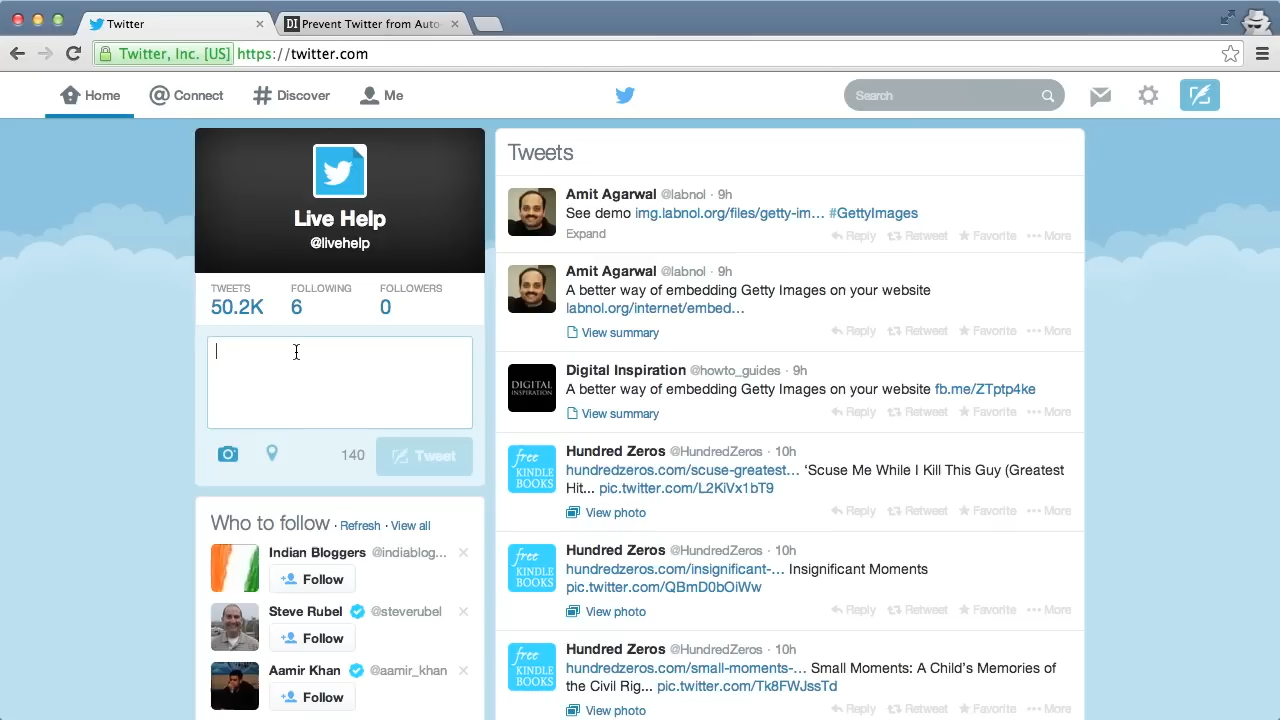 Twitter
DI Prevent Twitter from Auto-
Twitter, Inc. [US] https://twitter.com
Home
Connect
Discover
Me
Search
Live Help
@livehelp
TWEETS
50.2K
FOLLOWING
6
FOLLOWERS
0
140
Tweet
Who to follow · Refresh · View all
Indian Bloggers @indiablog...
Follow
Steve Rubel @steverubel
Follow
Aamir Khan @aamir_khan
Follow
Tweets
Amit Agarwal @labnol · 9h
See demo img.labnol.org/files/getty-im... #GettyImages
Expand
Reply Retweet Favorite More
Amit Agarwal @labnol · 9h
A better way of embedding Getty Images on your website
labnol.org/internet/embed...
View summary
Reply Retweet Favorite More
DIGITAL
INSPIRATION
Digital Inspiration @howto_guides · 9h
A better way of embedding Getty Images on your website fb.me/ZTptp4ke
View summary
Reply Retweet Favorite More
free
KINDLE
BOOKS
Hundred Zeros @HundredZeros · 10h
hundredzeros.com/scuse-greatest... 'Scuse Me While I Kill This Guy (Greatest
Hit... pic.twitter.com/L2KiVx1bT9
View photo
Reply Retweet Favorite More
free
KINDLE
BOOKS
Hundred Zeros @HundredZeros · 10h
hundredzeros.com/insignificant-... Insignificant Moments
pic.twitter.com/QBmD0bOiWw
View photo
Reply Retweet Favorite More
free
KINDLE
BOOKS
Hundred Zeros @HundredZeros · 10h
hundredzeros.com/small-moments-... Small Moments: A Child's Memories of
the Civil Rig... pic.twitter.com/Tk8FWJssTd
View photo
Reply Retweet Favorite More